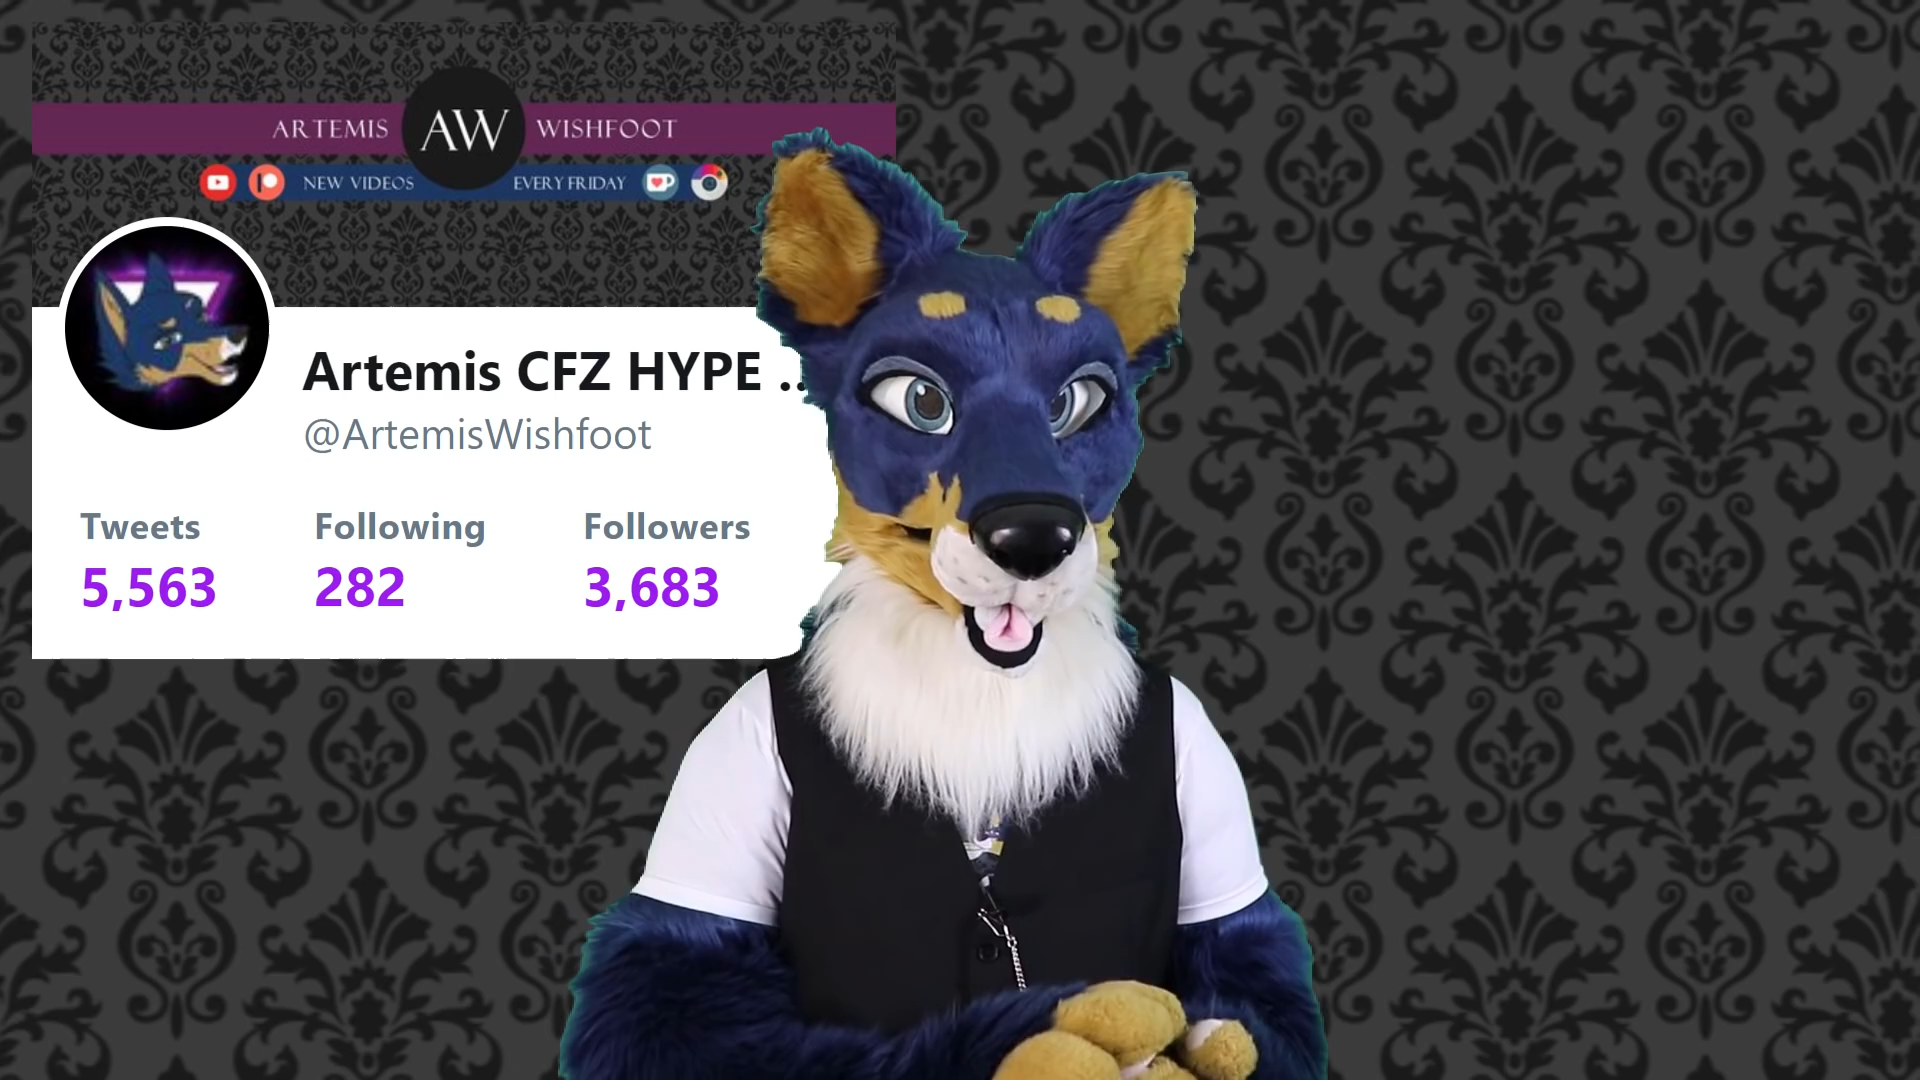 ARTEMIS AW WISHFOOT
NEW VIDEOS EVERY FRIDAY
Artemis CFZ HYPE ..
@ArtemisWishfoot
Tweets Following Followers
5,563 282 3,683